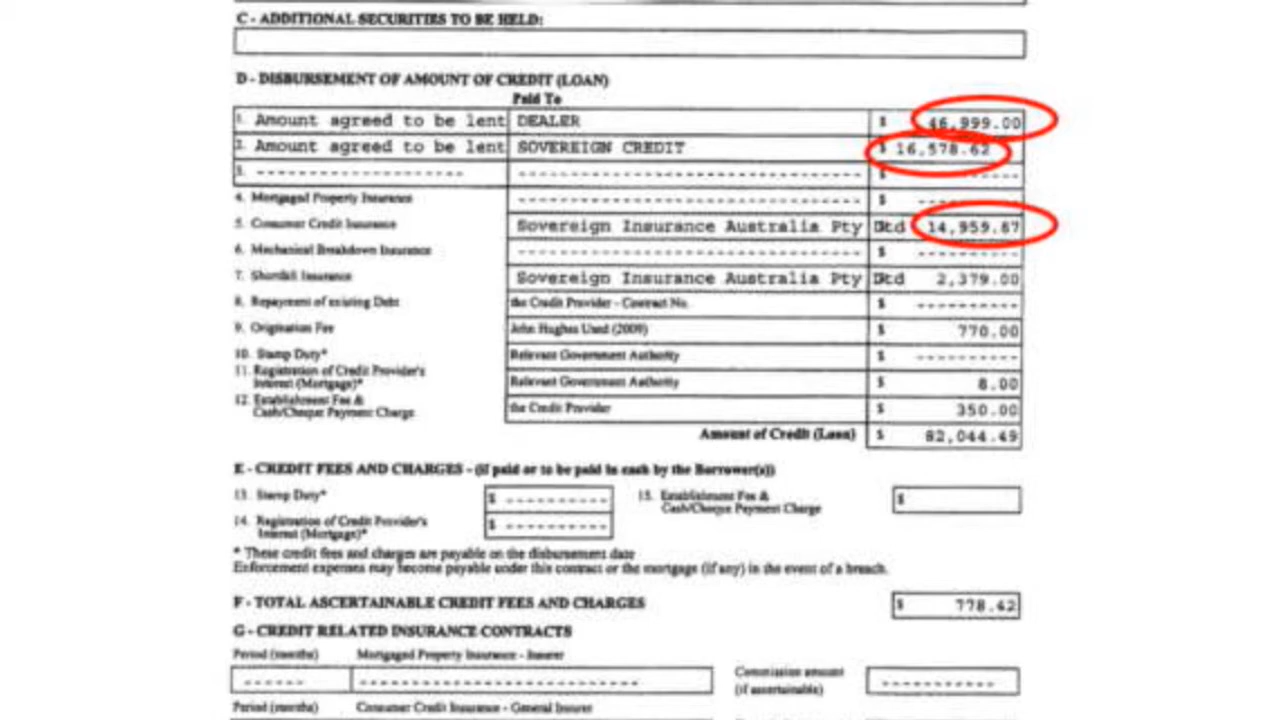 C - ADDITIONAL SECURITIES TO BE HELD:
D - DISBURSEMENT OF AMOUNT OF CREDIT (LOAN)
Paid To
1. Amount agreed to be lent DEALER $ 46,999.00
2. Amount agreed to be lent SOVEREIGN CREDIT $ 16,578.62
3. -------------------- -------------------------- $ ------
4. Mortgaged Property Insurance -------------------------- $ ----------
5. Consumer Credit Insurance Sovereign Insurance Australia Pty Ltd 14,959.87
6. Mechanical Breakdown Insurance -------------------------- $ ----------
7. Shortfall Insurance Sovereign Insurance Australia Pty Ltd 2,379.00
8. Repayment of existing Debt the Credit Provider - Contract No. $ ----------
9. Origination Fee John Hughes Used (2009) $ 770.00
10. Stamp Duty* Relevant Government Authority $ ----------
11. Registration of Credit Provider's
Interest (Mortgage)* Relevant Government Authority $ 8.00
12. Establishment Fee &
Cash/Cheque Payment Charge the Credit Provider $ 350.00
Amount of Credit (Loan) $ 82,044.49
E - CREDIT FEES AND CHARGES - (if paid or to be paid in cash by the Borrower(s))
13. Stamp Duty* $ ---------- 15. Establishment Fee & $
Cash/Cheque Payment Charge
14. Registration of Credit Provider's $ ----------
Interest (Mortgage)*
* These credit fees and charges are payable on the disbursement date
Enforcement expenses may become payable under this contract or the mortgage (if any) in the event of a breach.
F - TOTAL ASCERTAINABLE CREDIT FEES AND CHARGES $ 778.42
G - CREDIT RELATED INSURANCE CONTRACTS
Period (months) Mortgaged Property Insurance - Insurer
------ --------------------------- Commission amount -----------
(if ascertainable)
Period (months) Consumer Credit Insurance - General Insurer